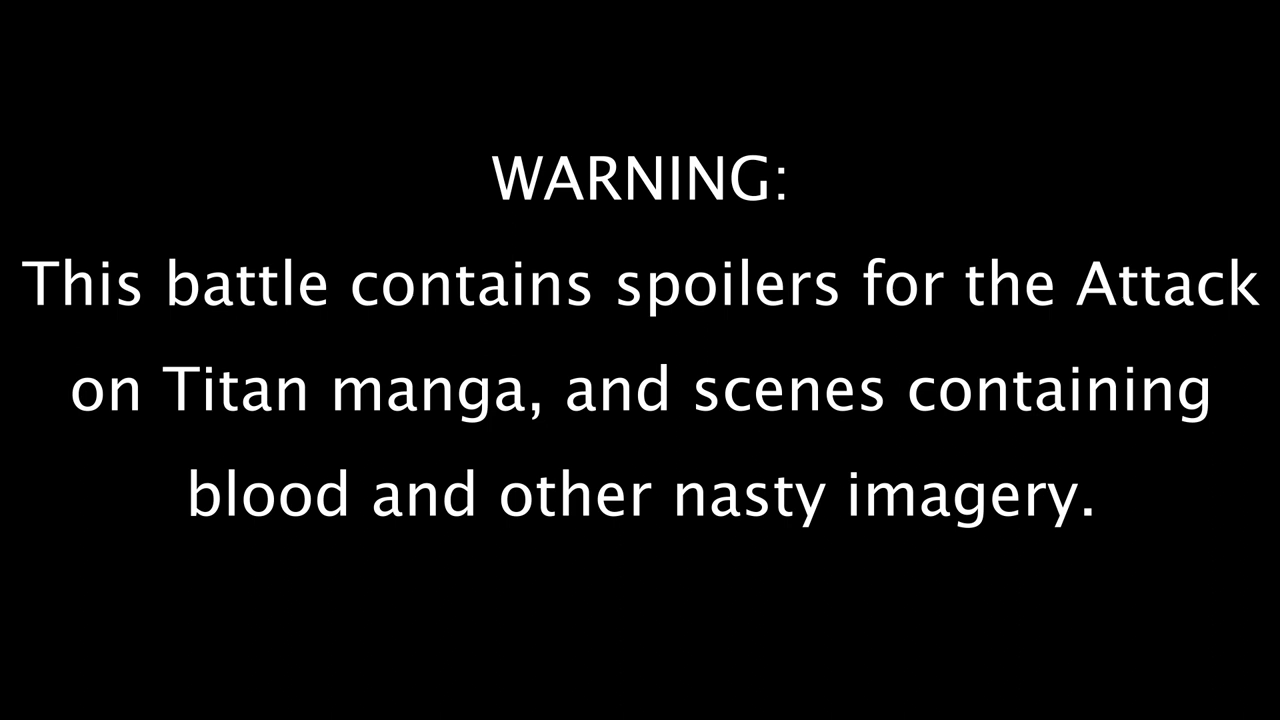 WARNING:
This battle contains spoilers for the Attack
on Titan manga, and scenes containing
blood and other nasty imagery.